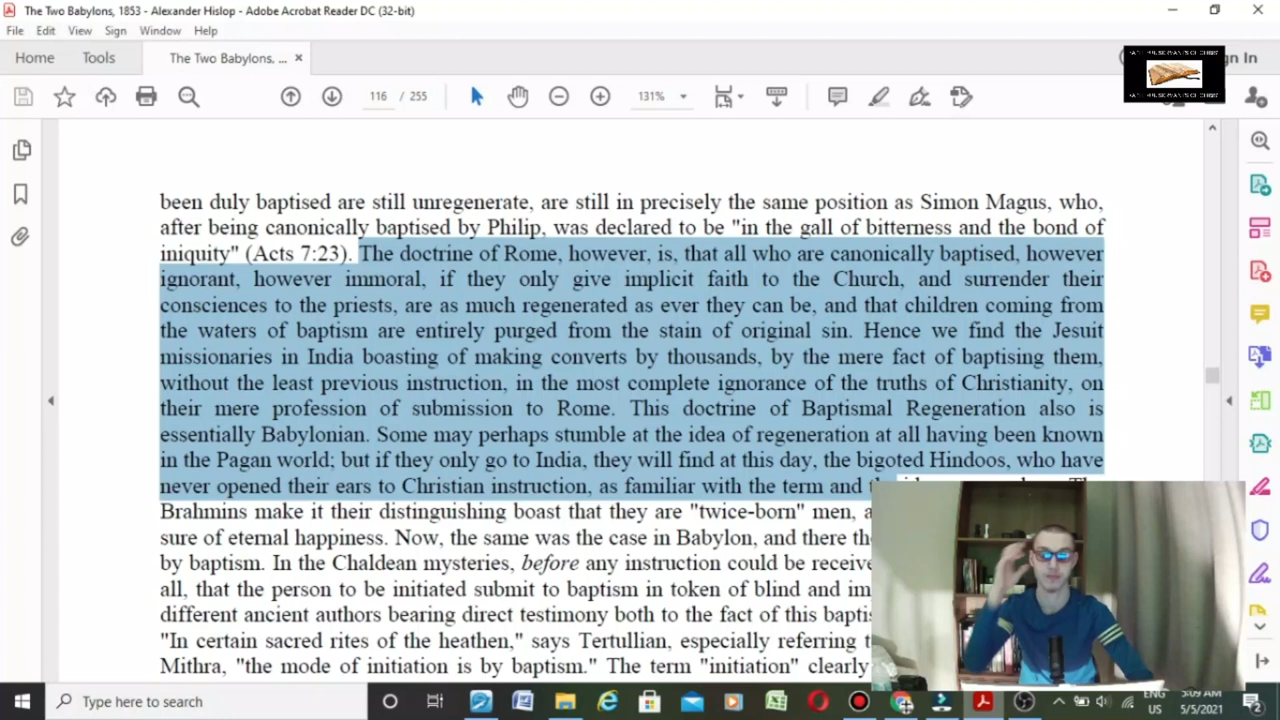 The Two Babylons, 1853 - Alexander Hislop - Adobe Acrobat Reader DC (32-bit)
File Edit View Sign Window Help
Home Tools The Two Babylons, ... ×
gn In
116 / 255 131%
been duly baptised are still unregenerate, are still in precisely the same position as Simon Magus, who,
after being canonically baptised by Philip, was declared to be "in the gall of bitterness and the bond of
iniquity" (Acts 7:23). The doctrine of Rome, however, is, that all who are canonically baptised, however
ignorant, however immoral, if they only give implicit faith to the Church, and surrender their
consciences to the priests, are as much regenerated as ever they can be, and that children coming from
the waters of baptism are entirely purged from the stain of original sin. Hence we find the Jesuit
missionaries in India boasting of making converts by thousands, by the mere fact of baptising them,
without the least previous instruction, in the most complete ignorance of the truths of Christianity, on
their mere profession of submission to Rome. This doctrine of Baptismal Regeneration also is
essentially Babylonian. Some may perhaps stumble at the idea of regeneration at all having been known
in the Pagan world; but if they only go to India, they will find at this day, the bigoted Hindoos, who have
never opened their ears to Christian instruction, as familiar with the term and
Brahmins make it their distinguishing boast that they are "twice-born" men,
sure of eternal happiness. Now, the same was the case in Babylon, and there
by baptism. In the Chaldean mysteries, before any instruction could be
all, that the person to be initiated submit to baptism in token of blind and
different ancient authors bearing direct testimony both to the fact of this
"In certain sacred rites of the heathen," says Tertullian, especially referring
Mithra, "the mode of initiation is by baptism." The term "initiation" clearly
Type here to search
ENG
US
5:09 AM
5/5/2021
2